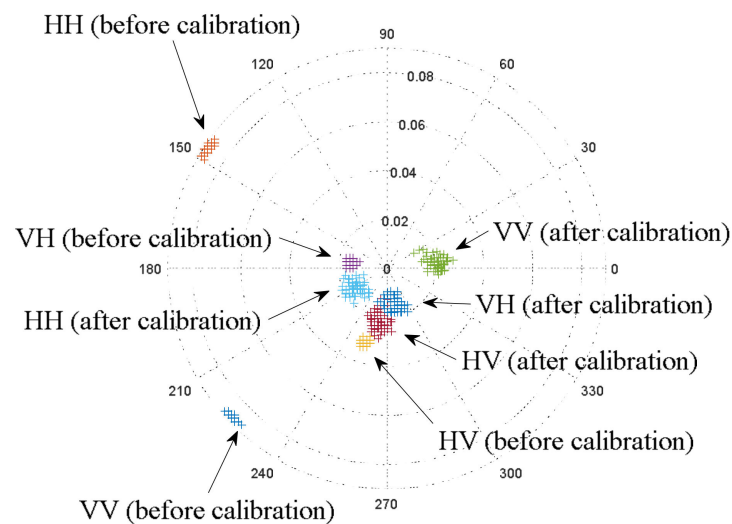 HH (before calibration)
90
120
60
0.08
150
0.06
30
0.04
0.02
VH (before calibration)
VV (after calibration)
180
0
0
VH (after calibration)
HH (after calibration)
HV (after calibration)
210
330
HV (before calibration)
240
300
270
VV (before calibration)